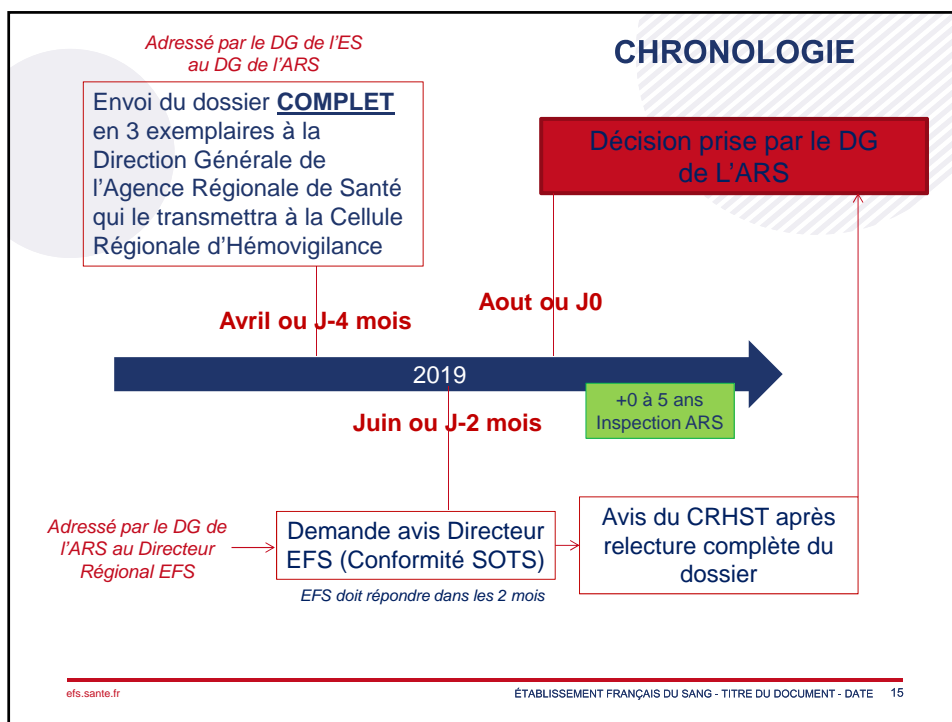 Adressé par le DG de l'ES
au DG de l'ARS
CHRONOLOGIE
Envoi du dossier COMPLET
en 3 exemplaires à la
Direction Générale de
l'Agence Régionale de Santé
qui le transmettra à la Cellule
Régionale d'Hémovigilance
Décision prise par le DG
de L'ARS
Avril ou J-4 mois
Aout ou J0
2019
+0 à 5 ans
Inspection ARS
Juin ou J-2 mois
Adressé par le DG de
l'ARS au Directeur
Régional EFS
Demande avis Directeur
EFS (Conformité SOTS)
EFS doit répondre dans les 2 mois
Avis du CRHST après
relecture complète du
dossier
efs.sante.fr
ÉTABLISSEMENT FRANÇAIS DU SANG - TITRE DU DOCUMENT - DATE 15